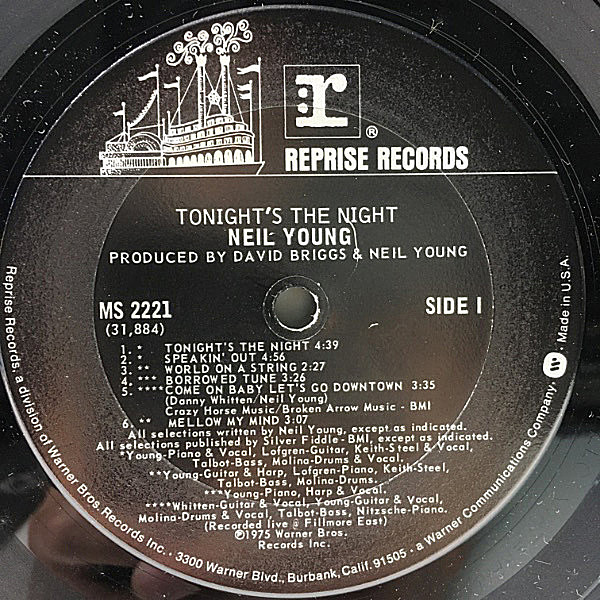 r ®
REPRISE RECORDS
TONIGHT'S THE NIGHT
NEIL YOUNG
PRODUCED BY DAVID BRIGGS & NEIL YOUNG
MS 2221 SIDE 1
(31,884)
1. * TONIGHT'S THE NIGHT 4:39
2. * SPEAKIN' OUT 4:56
3. ** WORLD ON A STRING 2:27
4. *** BORROWED TUNE 3:26
5. ****COME ON BABY LET'S GO DOWNTOWN 3:35
(Danny Whitten/Neil Young)
Crazy Horse Music/Broken Arrow Music - BMI
6. ** MELLOW MY MIND 3:07
All selections written by Neil Young, except as indicated.
All selections published by Silver Fiddle-BMI, except as indicated.
*Young-Piano & Vocal, Lofgren-Guitar, Keith-Steel & Vocal,
Talbot-Bass, Molina-Drums & Vocal.
**Young-Guitar & Harp, Lofgren-Piano, Keith-Steel,
Talbot-Bass, Molina-Drums.
***Young-Piano, Harp & Vocal.
****Whitten-Guitar & Vocal, Young-Guitar & Vocal,
Molina-Drums & Vocal, Talbot-Bass, Nitzsche-Piano.
(Recorded live @ Fillmore East)
℗1975 Warner Bros.
Records Inc.
Reprise Records, a division of Warner Bros. Records Inc. · 3300 Warner Blvd., Burbank, Calif. 91505 · a Warner Communications Company. · Made in U.S.A.